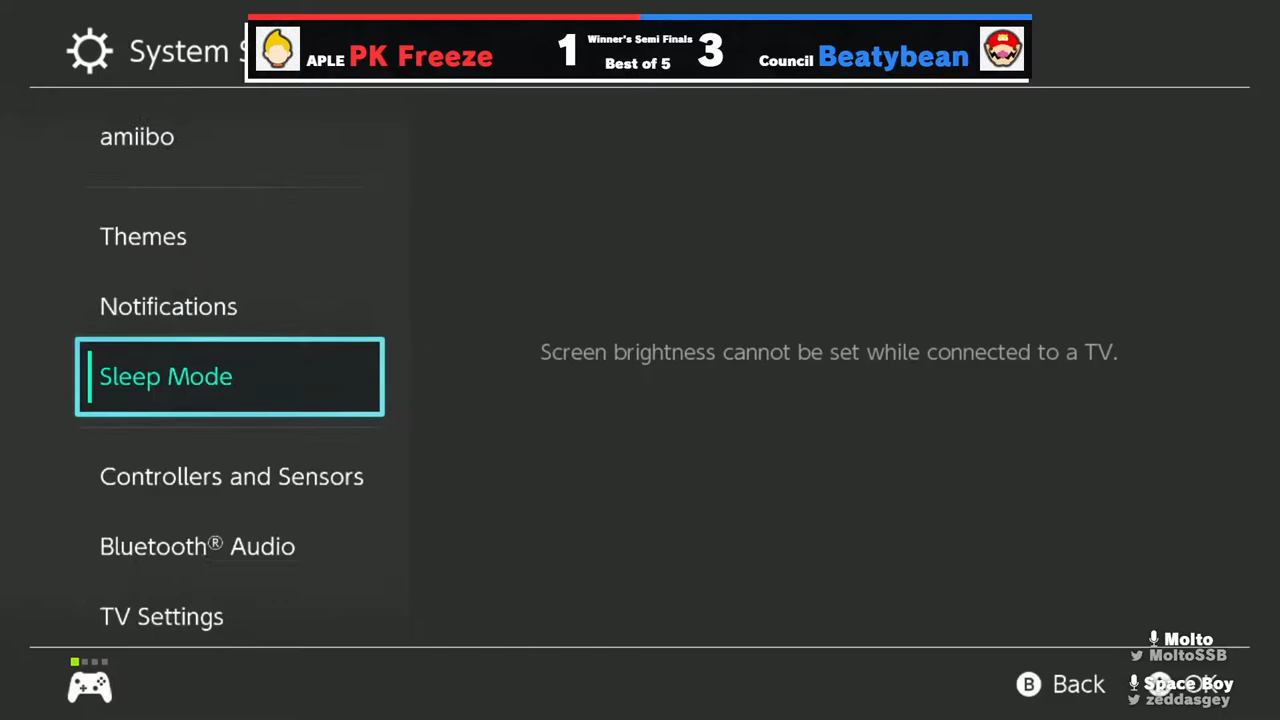 System S
APLE PK Freeze
1
Winner's Semi Finals
Best of 5
3
Council Beatybean
amiibo
Themes
Notifications
Sleep Mode
Controllers and Sensors
Bluetooth® Audio
TV Settings
Screen brightness cannot be set while connected to a TV.
Molto
MoltoSSB
B Back
Space Boy
zeddasgey